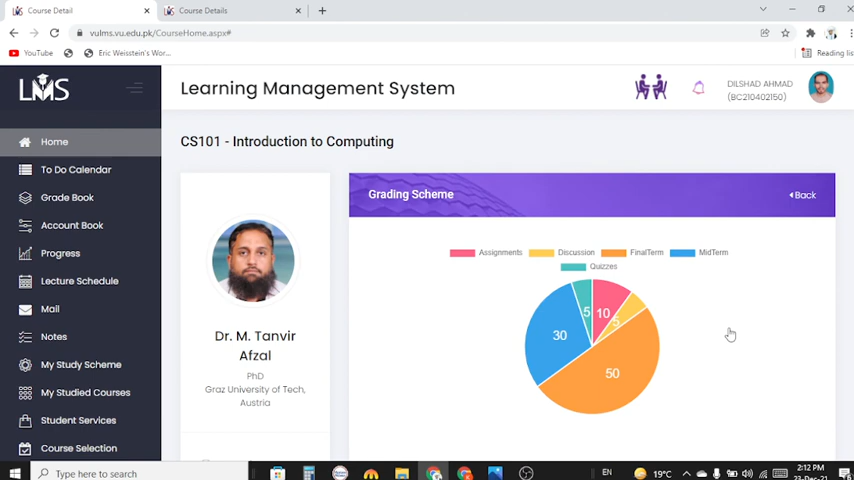 Course Detail
Course Details
vulms.vu.edu.pk/CourseHome.aspx#
YouTube
Eric Weisstein's Wor...
Reading list
LMS
Learning Management System
DILSHAD AHMAD
(BC210402150)
Home
To Do Calendar
Grade Book
Account Book
Progress
Lecture Schedule
Mail
Notes
My Study Scheme
My Studied Courses
Student Services
Course Selection
CS101 - Introduction to Computing
Dr. M. Tanvir
Afzal
PhD
Graz University of Tech,
Austria
Grading Scheme
Back
Assignments Discussion FinalTerm MidTerm
Quizzes
5
10
5
30
50
Type here to search
EN
19°C
2:12 PM
23-Dec-21